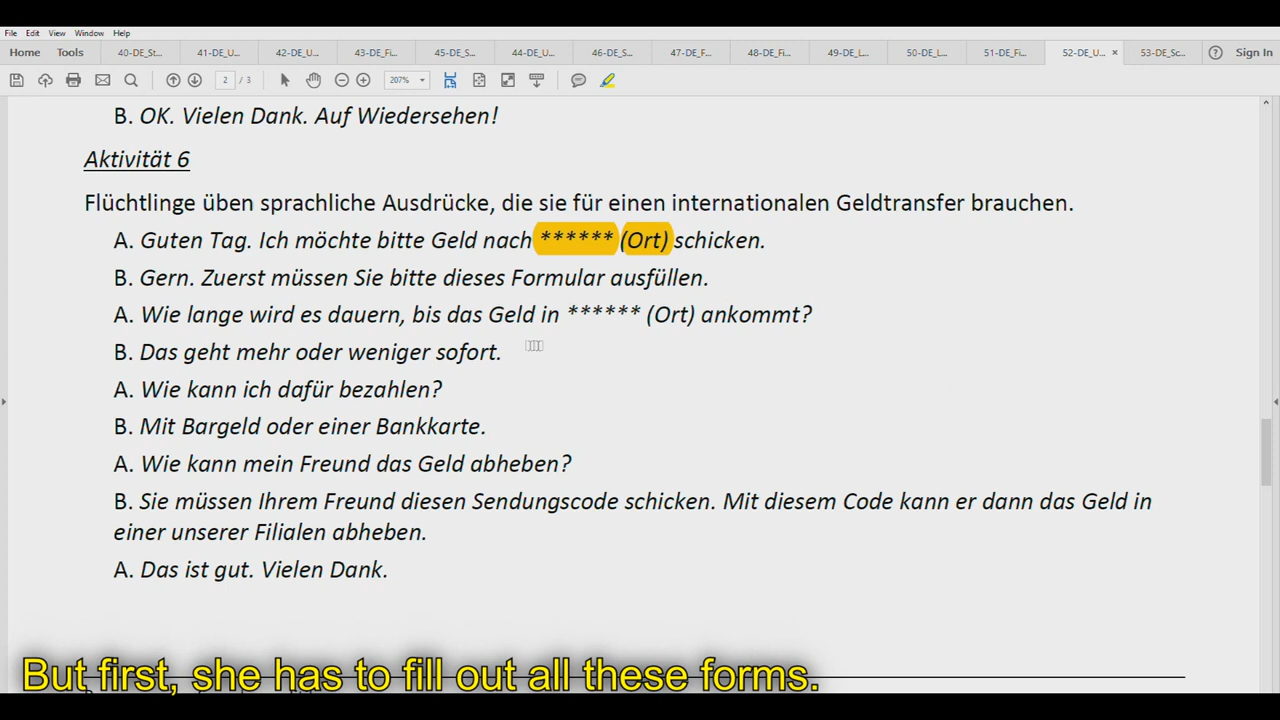 File Edit View Window Help
Home Tools 40-DE_St... 41-DE_U... 42-DE_U... 43-DE_Fi... 45-DE_S... 44-DE_U... 46-DE_S... 47-DE_F... 48-DE_Fi... 49-DE_L... 50-DE_L... 51-DE_Fi... 52-DE_U... × 53-DE_Sc... Sign In
2 / 3 207%
B. OK. Vielen Dank. Auf Wiedersehen!
Aktivität 6
Flüchtlinge üben sprachliche Ausdrücke, die sie für einen internationalen Geldtransfer brauchen.
A. Guten Tag. Ich möchte bitte Geld nach ****** (Ort) schicken.
B. Gern. Zuerst müssen Sie bitte dieses Formular ausfüllen.
A. Wie lange wird es dauern, bis das Geld in ****** (Ort) ankommt?
B. Das geht mehr oder weniger sofort.
A. Wie kann ich dafür bezahlen?
B. Mit Bargeld oder einer Bankkarte.
A. Wie kann mein Freund das Geld abheben?
B. Sie müssen Ihrem Freund diesen Sendungscode schicken. Mit diesem Code kann er dann das Geld in
einer unserer Filialen abheben.
A. Das ist gut. Vielen Dank.
But first, she has to fill out all these forms.